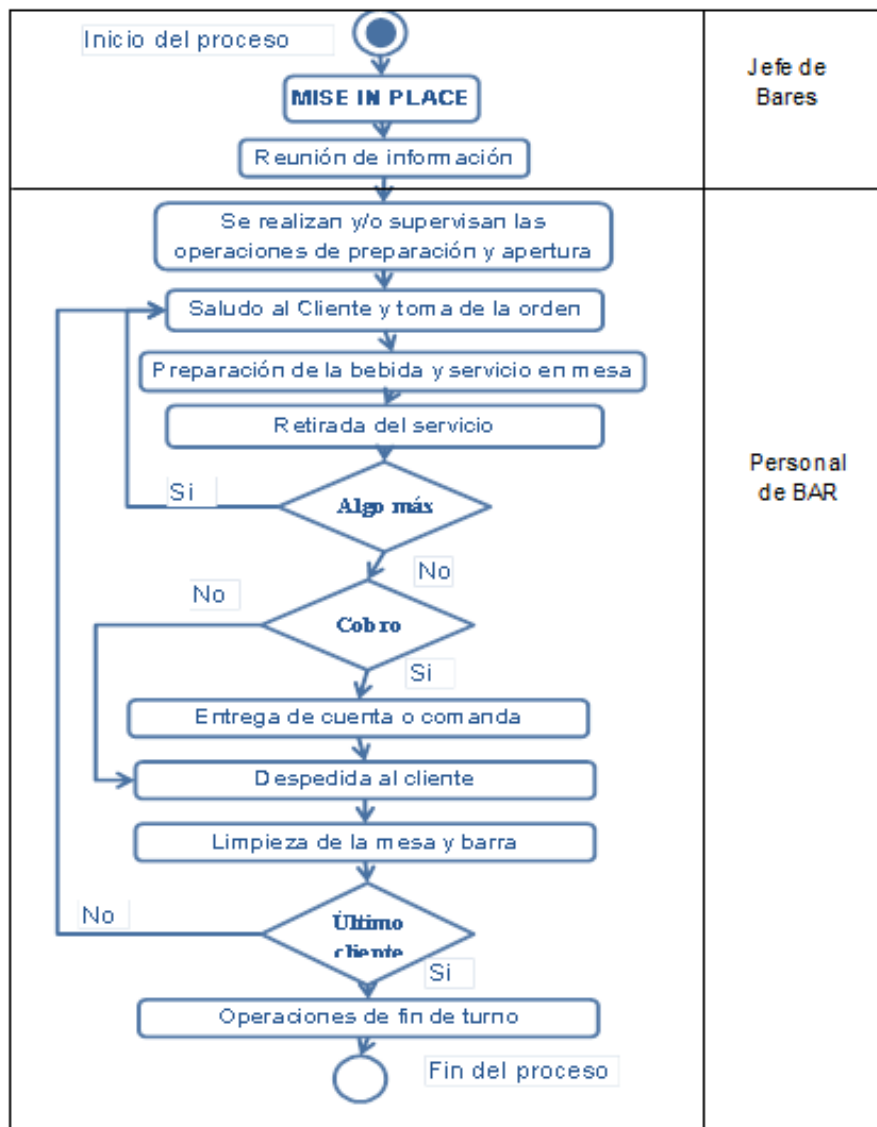 Inicio del proceso
Jefe de
Bares
MISE IN PLACE
Reunión de información
Se realizan y/o supervisan las
operaciones de preparación y apertura
Saludo al Cliente y toma de la orden
Preparación de la bebida y servicio en mesa
Retirada del servicio
Personal
de BAR
Si
Algo más
No
No
Cobro
Si
Entrega de cuenta o comanda
Despedida al cliente
Limpieza de la mesa y barra
No
Último
cliente
Si
Operaciones de fin de turno
Fin del proceso